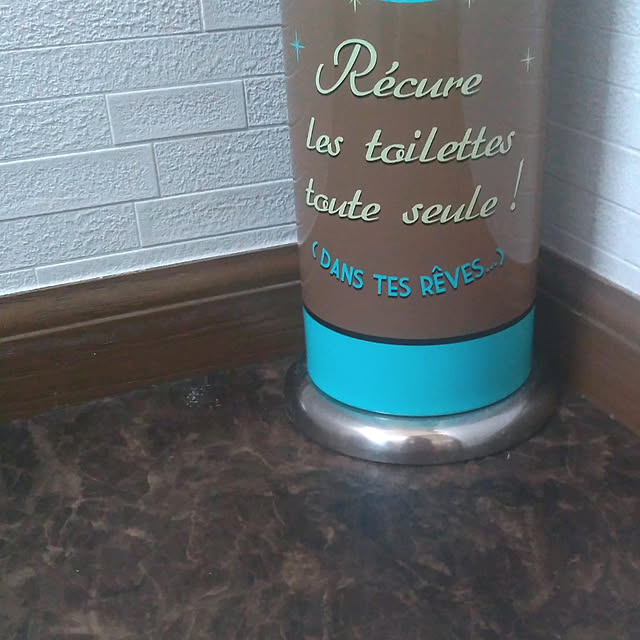 Récure
les toilettes
toute seule !
(DANS TES RÊVES...)